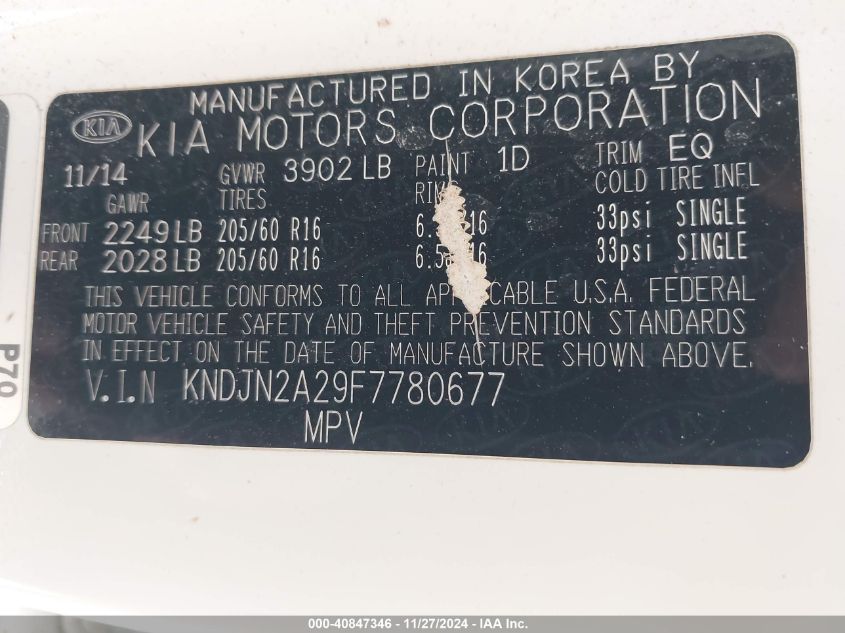 MANUFACTURED IN KOREA BY
KIA KIA MOTORS CORPORATION
11/14 GVWR 3902 LB PAINT 1D TRIM EQ
GAWR TIRES COLD TIRE INFL
FRONT 2249 LB 205/60 R16 33psi SINGLE
REAR 2028 LB 205/60 R16 33psi SINGLE
THIS VEHICLE CONFORMS TO ALL U.S.A. FEDERAL
MOTOR VEHICLE SAFETY AND THEFT PREVENTION STANDARDS
IN EFFECT ON THE DATE OF MANUFACTURE SHOWN ABOVE.
V.I.N KNDJN2A29F7780677
MPV
P70
000-40847346 - 11/27/2024 - IAA Inc.